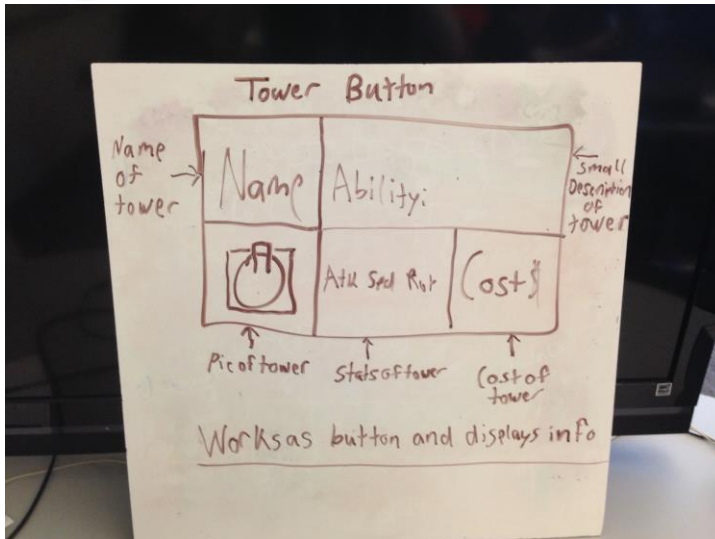 Tower Button
Name
of
tower
Name
Ability:
Small
Description
of
tower
Atk Spd Rng
Cost$
Pic of tower
Stats of tower
Cost of
tower
Works as button and displays info